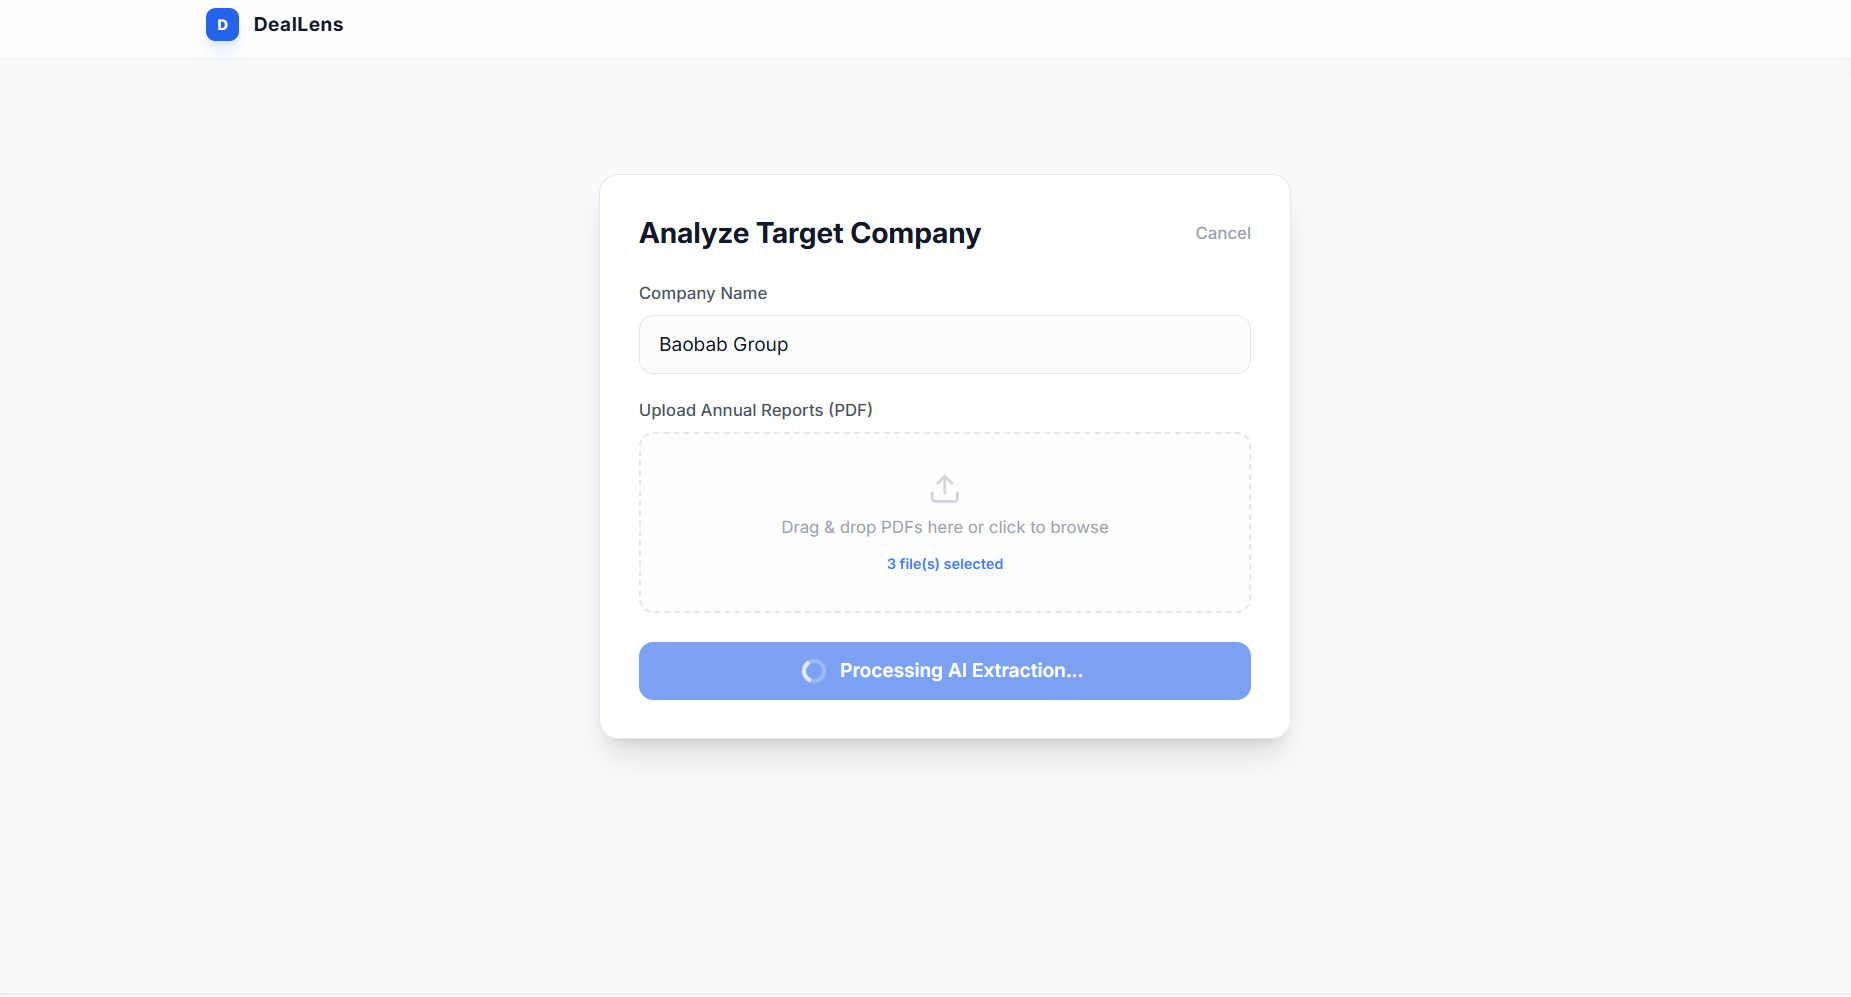 D DealLens
Analyze Target Company
Cancel
Company Name
Baobab Group
Upload Annual Reports (PDF)
Drag & drop PDFs here or click to browse
3 file(s) selected
Processing AI Extraction...